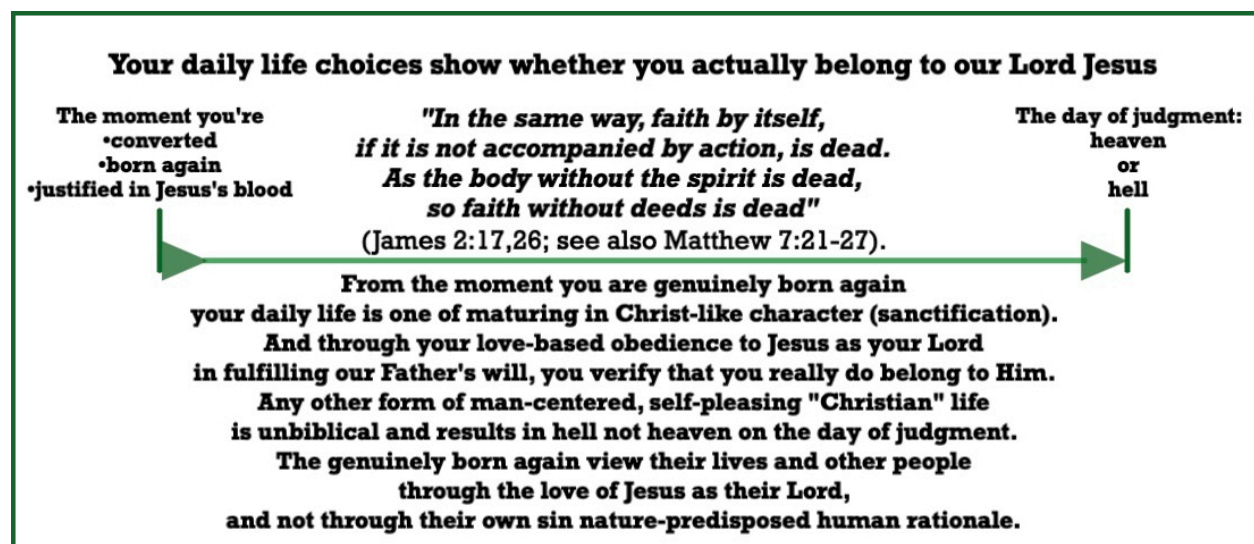 Your daily life choices show whether you actually belong to our Lord Jesus
The moment you're
•converted
•born again
•justified in Jesus's blood
"In the same way, faith by itself,
if it is not accompanied by action, is dead.
As the body without the spirit is dead,
so faith without deeds is dead"
(James 2:17,26; see also Matthew 7:21-27).
The day of judgment:
heaven
or
hell
From the moment you are genuinely born again
your daily life is one of maturing in Christ-like character (sanctification).
And through your love-based obedience to Jesus as your Lord
in fulfilling our Father's will, you verify that you really do belong to Him.
Any other form of man-centered, self-pleasing "Christian" life
is unbiblical and results in hell not heaven on the day of judgment.
The genuinely born again view their lives and other people
through the love of Jesus as their Lord,
and not through their own sin nature-predisposed human rationale.